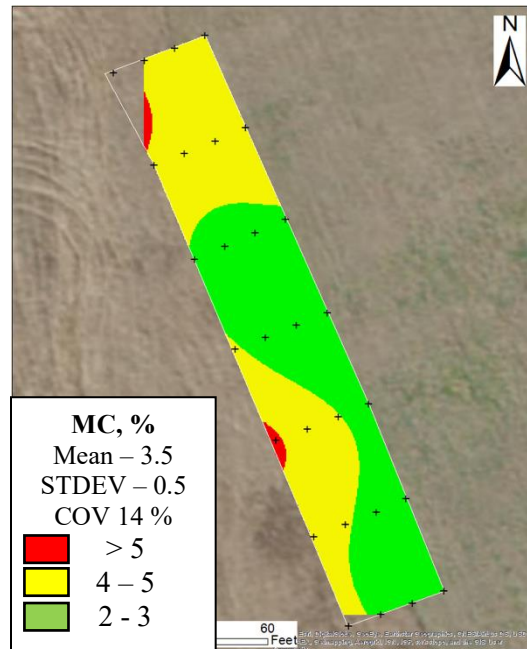 N
MC, %
Mean – 3.5
STDEV – 0.5
COV 14 %
> 5
4 – 5
2 - 3
60
Feet